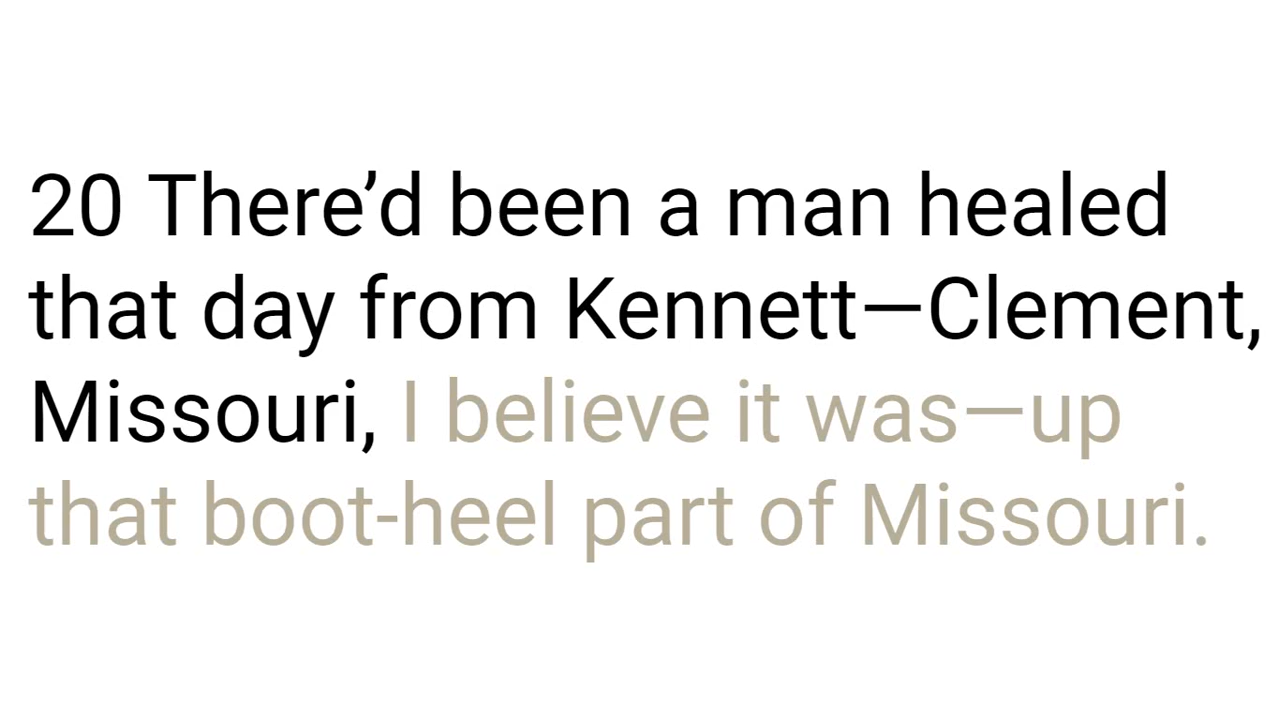 20 There’d been a man healed
that day from Kennett—Clement,
Missouri, I believe it was—up
that boot-heel part of Missouri.